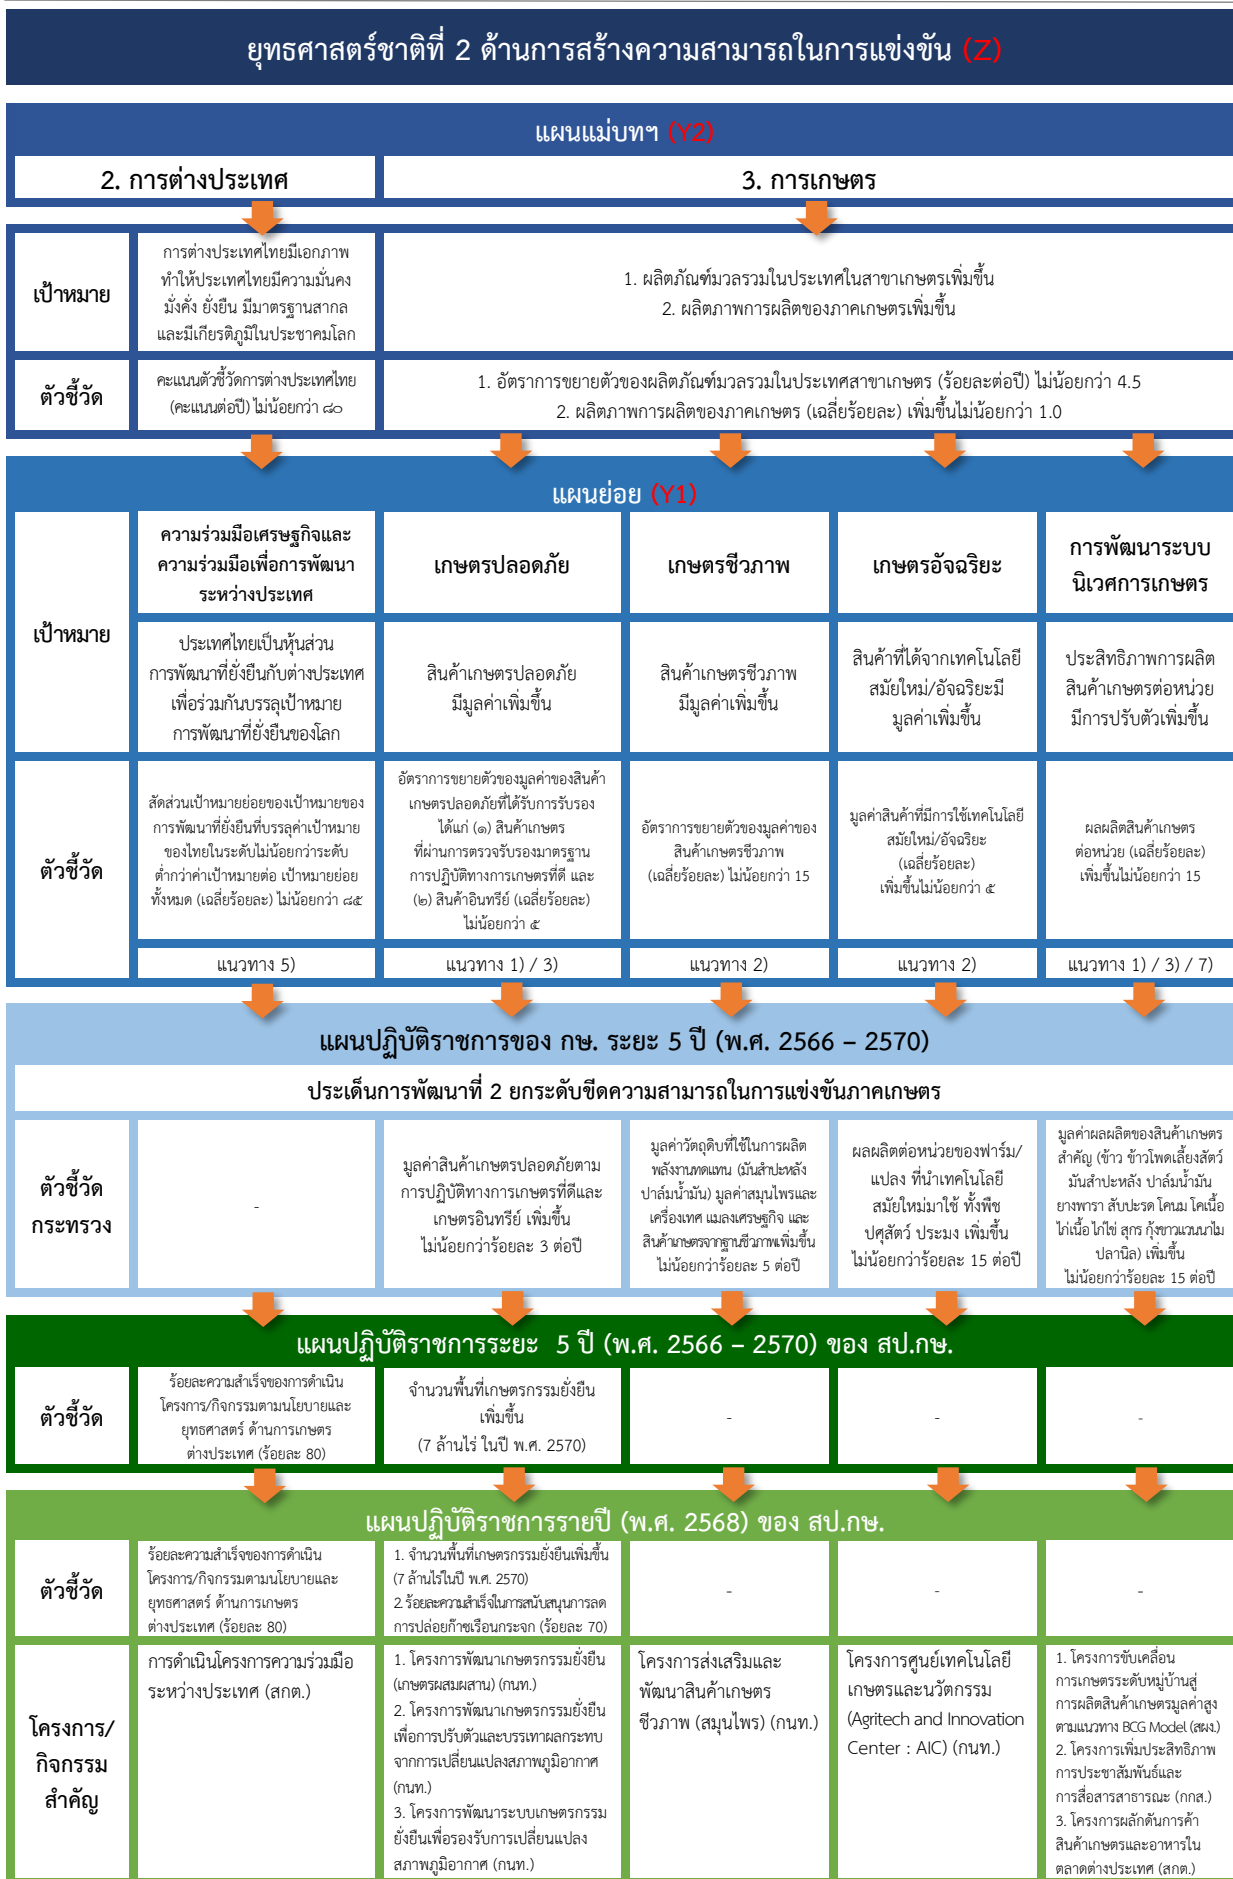 ยุทธศาสตร์ชาติที่ 2 ด้านการสร้างความสามารถในการแข่งขัน (Z)
แผนแม่บทฯ (Y2)
2. การต่างประเทศ
3. การเกษตร
เป้าหมาย
การต่างประเทศไทยมีเอกภาพ
ทำให้ประเทศไทยมีความมั่นคง
มั่งคั่ง ยั่งยืน มีมาตรฐานสากล
และมีเกียรติภูมิในประชาคมโลก
1. ผลิตภัณฑ์มวลรวมในประเทศในสาขาเกษตรเพิ่มขึ้น
2. ผลิตภาพการผลิตของภาคเกษตรเพิ่มขึ้น
ตัวชี้วัด
คะแนนตัวชี้วัดการต่างประเทศไทย
(คะแนนต่อปี) ไม่น้อยกว่า ๘๐
1. อัตราการขยายตัวของผลิตภัณฑ์มวลรวมในประเทศสาขาเกษตร (ร้อยละต่อปี) ไม่น้อยกว่า 4.5
2. ผลิตภาพการผลิตของภาคเกษตร (เฉลี่ยร้อยละ) เพิ่มขึ้นไม่น้อยกว่า 1.0
แผนย่อย (Y1)
เป้าหมาย
ความร่วมมือเศรษฐกิจและ
ความร่วมมือเพื่อการพัฒนา
ระหว่างประเทศ
เกษตรปลอดภัย
เกษตรชีวภาพ
เกษตรอัจฉริยะ
การพัฒนาระบบ
นิเวศการเกษตร
ประเทศไทยเป็นหุ้นส่วน
การพัฒนาที่ยั่งยืนกับต่างประเทศ
เพื่อร่วมกันบรรลุเป้าหมาย
การพัฒนาที่ยั่งยืนของโลก
สินค้าเกษตรปลอดภัย
มีมูลค่าเพิ่มขึ้น
สินค้าเกษตรชีวภาพ
มีมูลค่าเพิ่มขึ้น
สินค้าที่ได้จากเทคโนโลยี
สมัยใหม่/อัจฉริยะมี
มูลค่าเพิ่มขึ้น
ประสิทธิภาพการผลิต
สินค้าเกษตรต่อหน่วย
มีการปรับตัวเพิ่มขึ้น
ตัวชี้วัด
สัดส่วนเป้าหมายย่อยของเป้าหมายของ
การพัฒนาที่ยั่งยืนที่บรรลุค่าเป้าหมาย
ของไทยในระดับไม่น้อยกว่าระดับ
ต่ำกว่าค่าเป้าหมายต่อ เป้าหมายย่อย
ทั้งหมด (เฉลี่ยร้อยละ) ไม่น้อยกว่า ๘๕
อัตราการขยายตัวของมูลค่าของสินค้า
เกษตรปลอดภัยที่ได้รับการรับรอง
ได้แก่ (๑) สินค้าเกษตร
ที่ผ่านการตรวจรับรองมาตรฐาน
การปฏิบัติทางการเกษตรที่ดี และ
(๒) สินค้าอินทรีย์ (เฉลี่ยร้อยละ)
ไม่น้อยกว่า ๕
อัตราการขยายตัวของมูลค่าของ
สินค้าเกษตรชีวภาพ
(เฉลี่ยร้อยละ) ไม่น้อยกว่า 15
มูลค่าสินค้าที่มีการใช้เทคโนโลยี
สมัยใหม่/อัจฉริยะ
(เฉลี่ยร้อยละ)
เพิ่มขึ้นไม่น้อยกว่า ๕
ผลผลิตสินค้าเกษตร
ต่อหน่วย (เฉลี่ยร้อยละ)
เพิ่มขึ้นไม่น้อยกว่า 15
แนวทาง 5)
แนวทาง 1) / 3)
แนวทาง 2)
แนวทาง 2)
แนวทาง 1) / 3) / 7)
แผนปฏิบัติราชการของ กษ. ระยะ 5 ปี (พ.ศ. 2566 – 2570)
ประเด็นการพัฒนาที่ 2 ยกระดับขีดความสามารถในการแข่งขันภาคเกษตร
ตัวชี้วัด
กระทรวง
-
มูลค่าสินค้าเกษตรปลอดภัยตาม
การปฏิบัติทางการเกษตรที่ดีและ
เกษตรอินทรีย์ เพิ่มขึ้น
ไม่น้อยกว่าร้อยละ 3 ต่อปี
มูลค่าวัตถุดิบที่ใช้ในการผลิต
พลังงานทดแทน (มันสำปะหลัง
ปาล์มน้ำมัน) มูลค่าสมุนไพรและ
เครื่องเทศ แมลงเศรษฐกิจ และ
สินค้าเกษตรจากฐานชีวภาพเพิ่มขึ้น
ไม่น้อยกว่าร้อยละ 5 ต่อปี
ผลผลิตต่อหน่วยของฟาร์ม/
แปลง ที่นำเทคโนโลยี
สมัยใหม่มาใช้ ทั้งพืช
ปศุสัตว์ ประมง เพิ่มขึ้น
ไม่น้อยกว่าร้อยละ 15 ต่อปี
มูลค่าผลผลิตของสินค้าเกษตร
สำคัญ (ข้าว ข้าวโพดเลี้ยงสัตว์
มันสำปะหลัง ปาล์มน้ำมัน
ยางพารา สับปะรด โคนม โคเนื้อ
ไก่เนื้อ ไก่ไข่ สุกร กุ้งขาวแวนนาไม
ปลานิล) เพิ่มขึ้น
ไม่น้อยกว่าร้อยละ 15 ต่อปี
แผนปฏิบัติราชการระยะ 5 ปี (พ.ศ. 2566 – 2570) ของ สป.กษ.
ตัวชี้วัด
ร้อยละความสำเร็จของการดำเนิน
โครงการ/กิจกรรมตามนโยบายและ
ยุทธศาสตร์ ด้านการเกษตร
ต่างประเทศ (ร้อยละ 80)
จำนวนพื้นที่เกษตรกรรมยั่งยืน
เพิ่มขึ้น
(7 ล้านไร่ ในปี พ.ศ. 2570)
-
-
-
แผนปฏิบัติราชการรายปี (พ.ศ. 2568) ของ สป.กษ.
ตัวชี้วัด
ร้อยละความสำเร็จของการดำเนิน
โครงการ/กิจกรรมตามนโยบายและ
ยุทธศาสตร์ ด้านการเกษตร
ต่างประเทศ (ร้อยละ 80)
1. จำนวนพื้นที่เกษตรกรรมยั่งยืนเพิ่มขึ้น
(7 ล้านไร่ในปี พ.ศ. 2570)
2. ร้อยละความสำเร็จในการสนับสนุนการลด
การปล่อยก๊าซเรือนกระจก (ร้อยละ 70)
-
-
-
โครงการ/
กิจกรรม
สำคัญ
การดำเนินโครงการความร่วมมือ
ระหว่างประเทศ (สกต.)
1. โครงการพัฒนาเกษตรกรรมยั่งยืน
(เกษตรผสมผสาน) (กนท.)
2. โครงการพัฒนาเกษตรกรรมยั่งยืน
เพื่อการปรับตัวและบรรเทาผลกระทบ
จากการเปลี่ยนแปลงสภาพภูมิอากาศ
(กนท.)
3. โครงการพัฒนาระบบเกษตรกรรม
ยั่งยืนเพื่อรองรับการเปลี่ยนแปลง
สภาพภูมิอากาศ (กนท.)
โครงการส่งเสริมและ
พัฒนาสินค้าเกษตร
ชีวภาพ (สมุนไพร) (กนท.)
โครงการศูนย์เทคโนโลยี
เกษตรและนวัตกรรม
(Agritech and Innovation
Center : AIC) (กนท.)
1. โครงการขับเคลื่อน
การเกษตรระดับหมู่บ้านสู่
การผลิตสินค้าเกษตรมูลค่าสูง
ตามแนวทาง BCG Model (สผง.)
2. โครงการเพิ่มประสิทธิภาพ
การประชาสัมพันธ์และ
การสื่อสารสาธารณะ (กกส.)
3. โครงการผลักดันการค้า
สินค้าเกษตรและอาหารใน
ตลาดต่างประเทศ (สกต.)